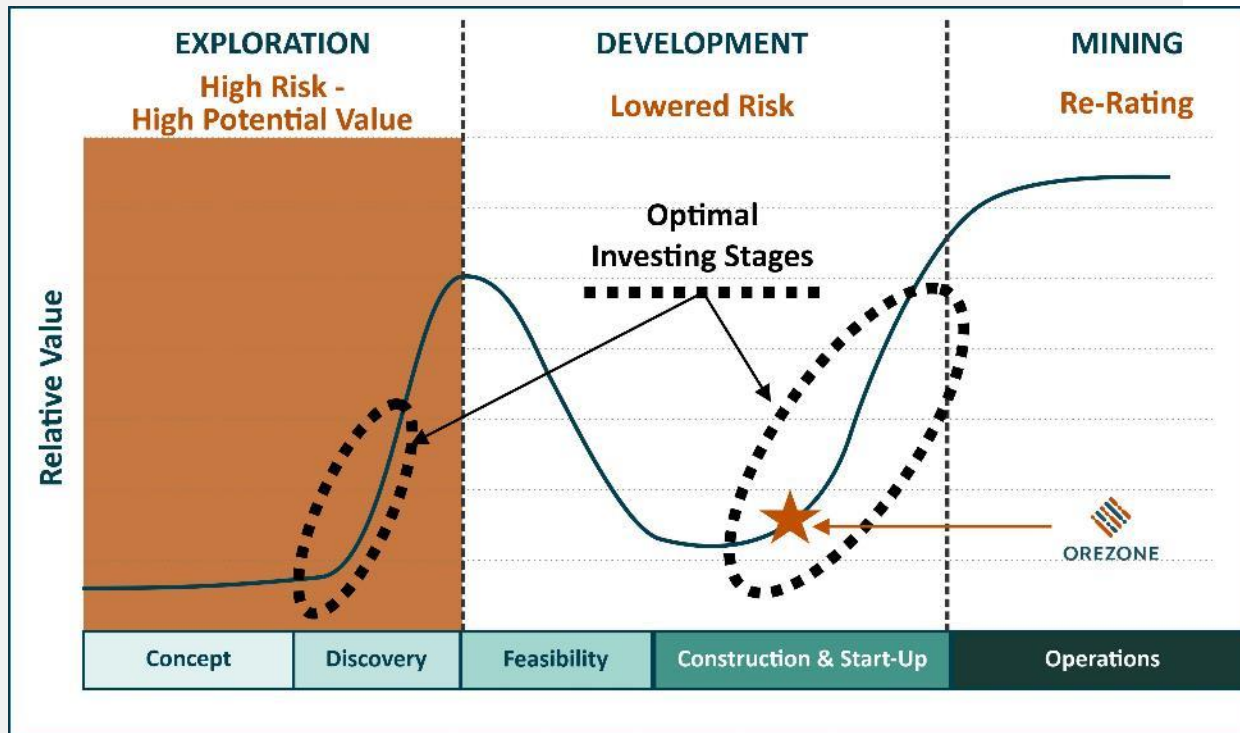 EXPLORATION
High Risk -
High Potential Value
DEVELOPMENT
Lowered Risk
MINING
Re-Rating
Optimal
Investing Stages
Relative Value
OREZONE
Concept
Discovery
Feasibility
Construction & Start-Up
Operations